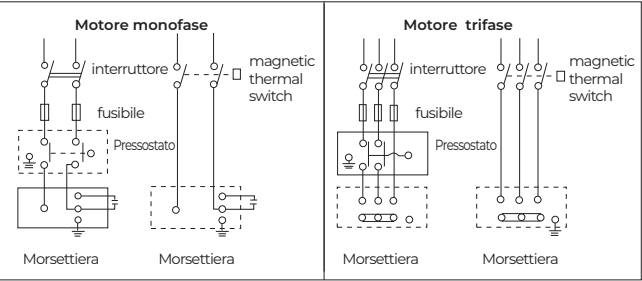 Motore monofase
interruttore
magnetic
thermal
switch
fusibile
Pressostato
Morsettiera
Morsettiera
Motore trifase
interruttore
magnetic
thermal
switch
fusibile
Pressostato
Morsettiera
Morsettiera